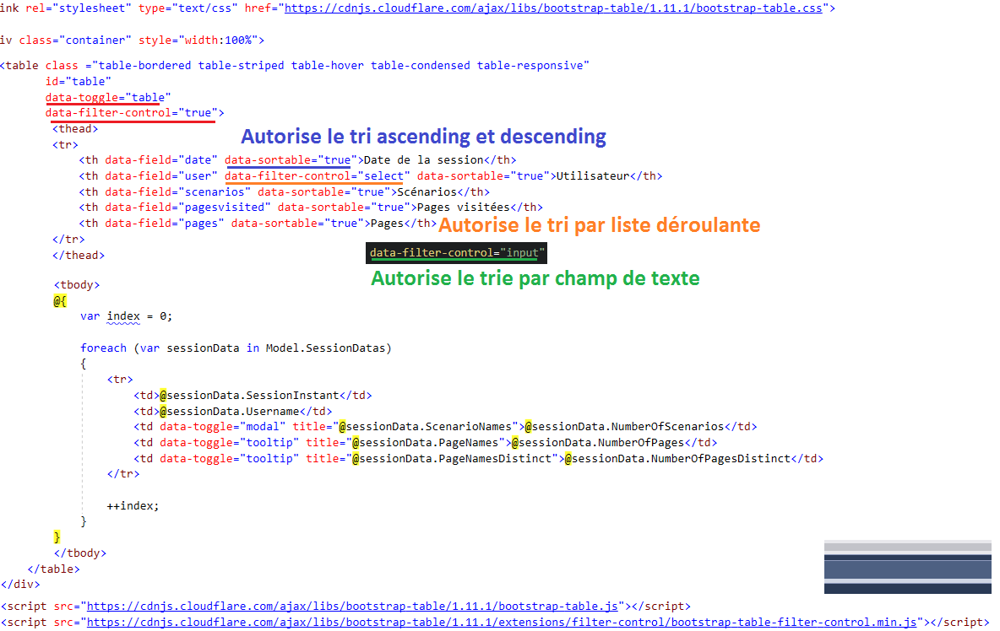 ink rel="stylesheet" type="text/css" href="https://cdnjs.cloudflare.com/ajax/libs/bootstrap-table/1.11.1/bootstrap-table.css">
iv class="container" style="width:100%">
<table class ="table-bordered table-striped table-hover table-condensed table-responsive"
id="table"
data-toggle="table"
data-filter-control="true">
<thead>
Autorise le tri ascending et descending
<tr>
<th data-field="date" data-sortable="true">Date de la session</th>
<th data-field="user" data-filter-control="select" data-sortable="true">Utilisateur</th>
<th data-field="scenarios" data-sortable="true">Scénarios</th>
<th data-field="pagesvisited" data-sortable="true">Pages visitées</th>
<th data-field="pages" data-sortable="true">Pages</th>
Autorise le tri par liste déroulante
</tr>
</thead>
data-filter-control="input"
Autorise le trie par champ de texte
<tbody>
@{
var index = 0;
foreach (var sessionData in Model.SessionDatas)
{
<tr>
<td>@sessionData.SessionInstant</td>
<td>@sessionData.Username</td>
<td data-toggle="modal" title="@sessionData.ScenarioNames">@sessionData.NumberOfScenarios</td>
<td data-toggle="tooltip" title="@sessionData.PageNames">@sessionData.NumberOfPages</td>
<td data-toggle="tooltip" title="@sessionData.PageNamesDistinct">@sessionData.NumberOfPagesDistinct</td>
</tr>
++index;
}
}
</tbody>
</table>
</div>
<script src="https://cdnjs.cloudflare.com/ajax/libs/bootstrap-table/1.11.1/bootstrap-table.js"></script>
<script src="https://cdnjs.cloudflare.com/ajax/libs/bootstrap-table/1.11.1/extensions/filter-control/bootstrap-table-filter-control.min.js"></script>